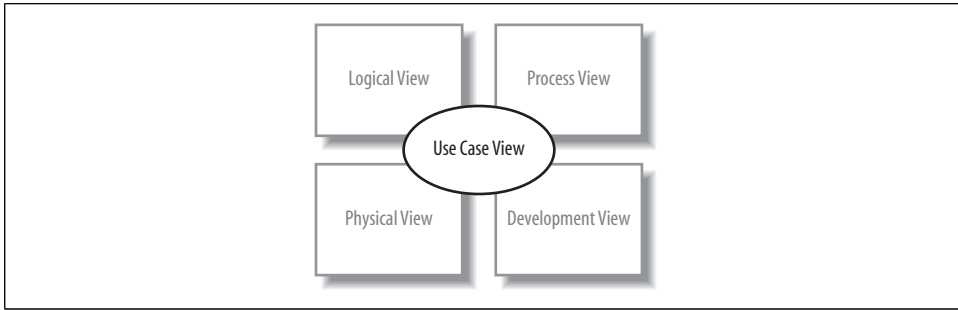 Logical View
Process View
Use Case View
Physical View
Development View